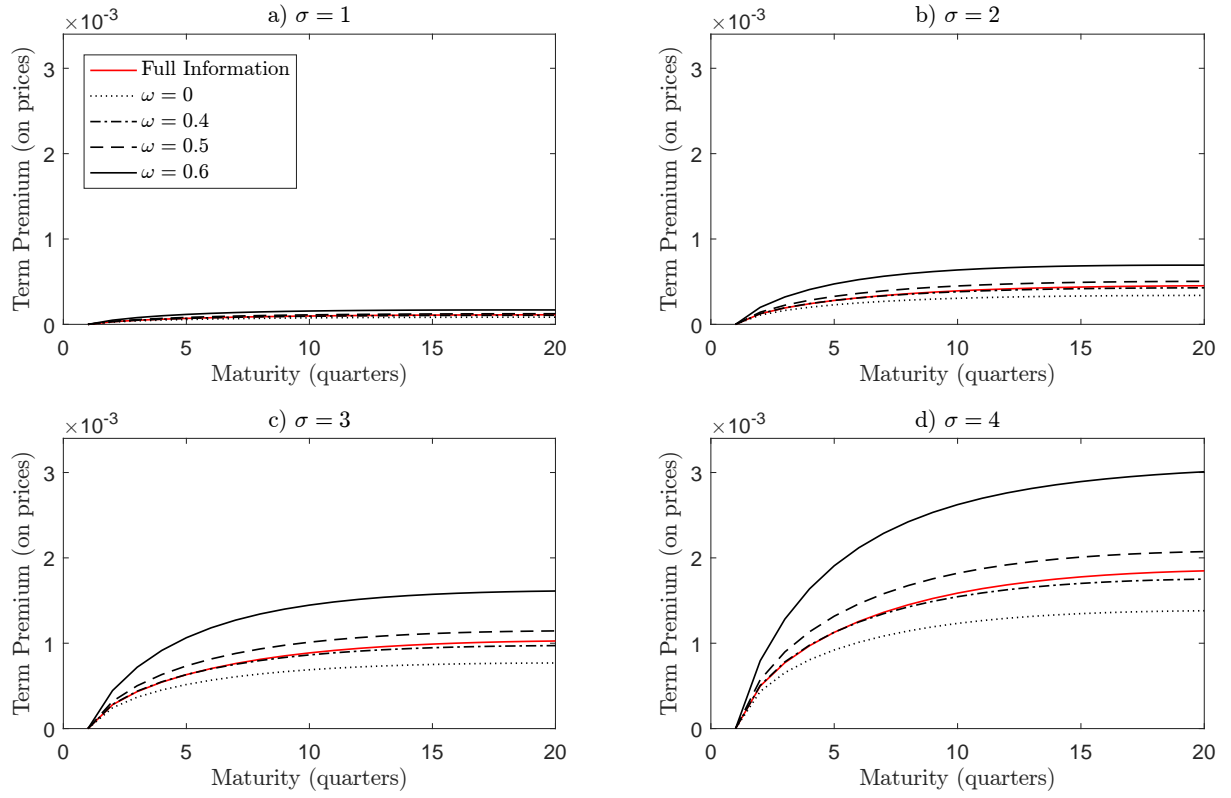 a) σ = 1
×10-3
3
2
1
0
0 5 10 15 20
Term Premium (on prices)
Maturity (quarters)
Full Information
ω = 0
ω = 0.4
ω = 0.5
ω = 0.6
b) σ = 2
×10-3
3
2
1
0
0 5 10 15 20
Term Premium (on prices)
Maturity (quarters)
c) σ = 3
×10-3
3
2
1
0
0 5 10 15 20
Term Premium (on prices)
Maturity (quarters)
d) σ = 4
×10-3
3
2
1
0
0 5 10 15 20
Term Premium (on prices)
Maturity (quarters)